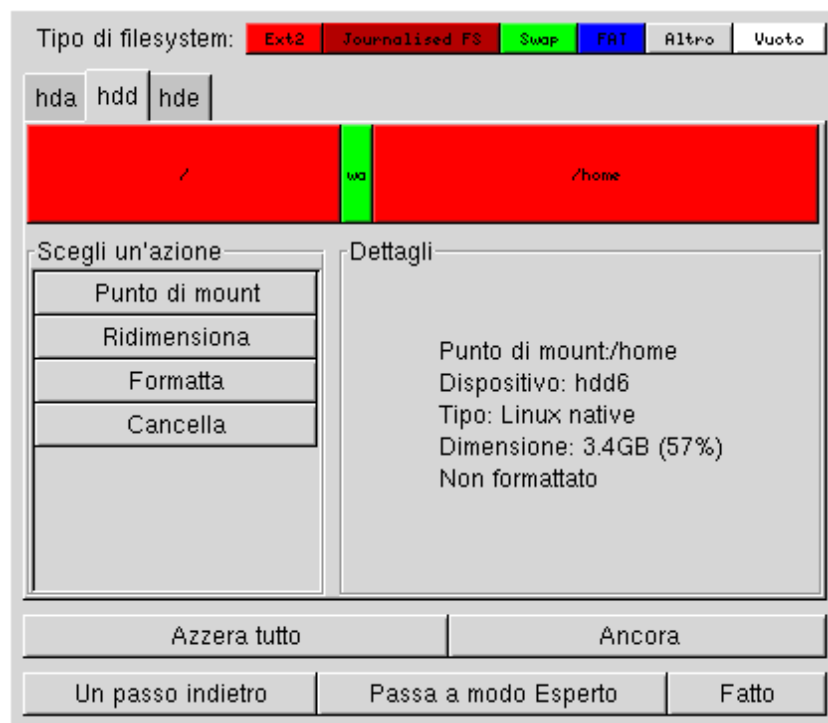 Tipo di filesystem: Ext2 Journalised FS Swap FAT Altro Vuoto
hda hdd hde
/ wa /home
Scegli un'azione
Punto di mount
Ridimensiona
Formatta
Cancella
Dettagli
Punto di mount:/home
Dispositivo: hdd6
Tipo: Linux native
Dimensione: 3.4GB (57%)
Non formattato
Azzera tutto Ancora
Un passo indietro Passa a modo Esperto Fatto